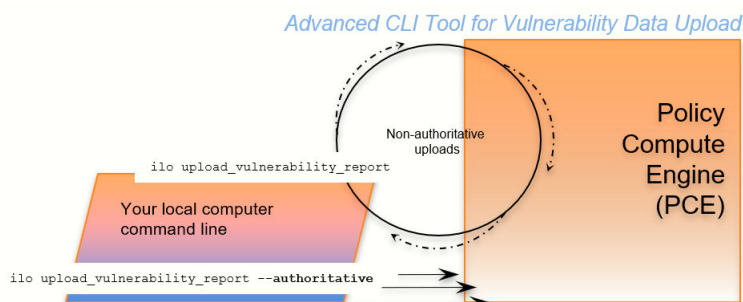 Advanced CLI Tool for Vulnerability Data Upload
Non-authoritative
uploads
Policy
Compute
Engine
(PCE)
ilo upload_vulnerability_report
Your local computer
command line
ilo upload_vulnerability_report --authoritative